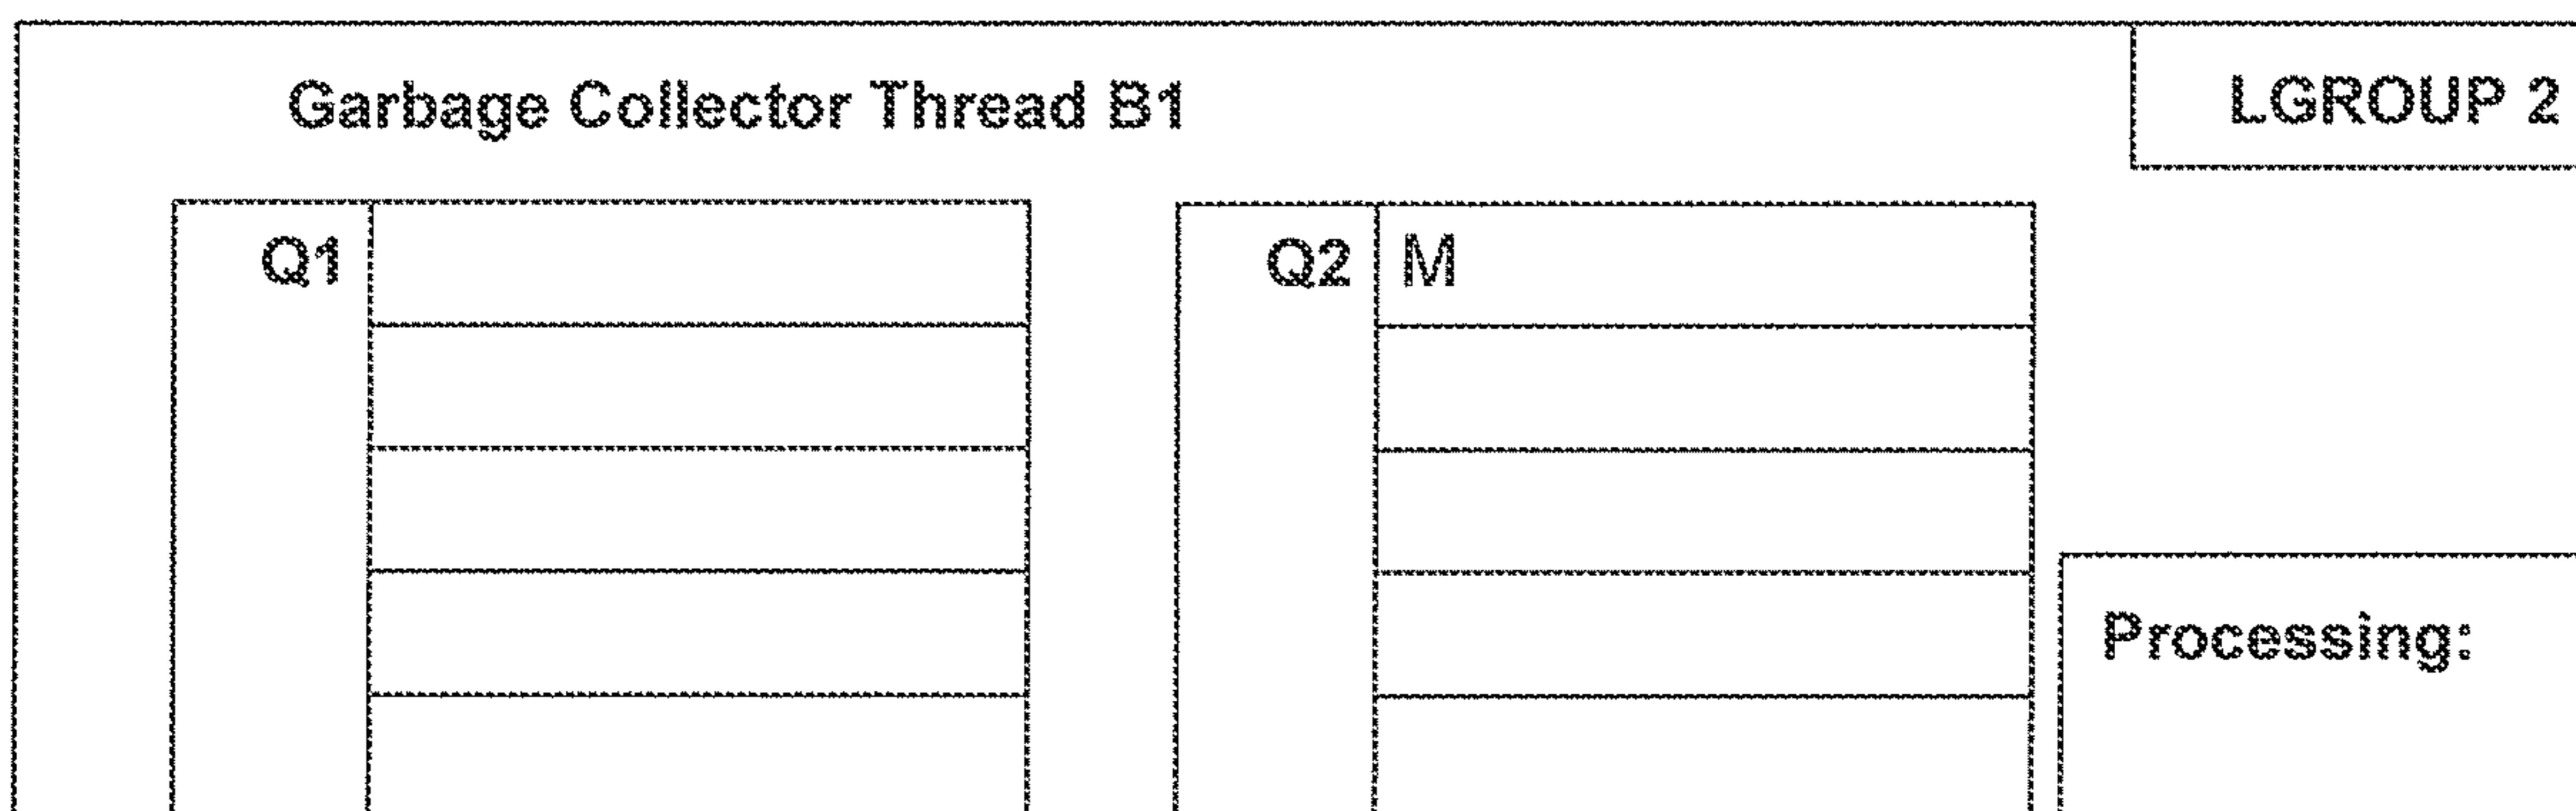 Garbage Collector Thread B1
LGROUP 2
Q1
Q2
M
Processing: